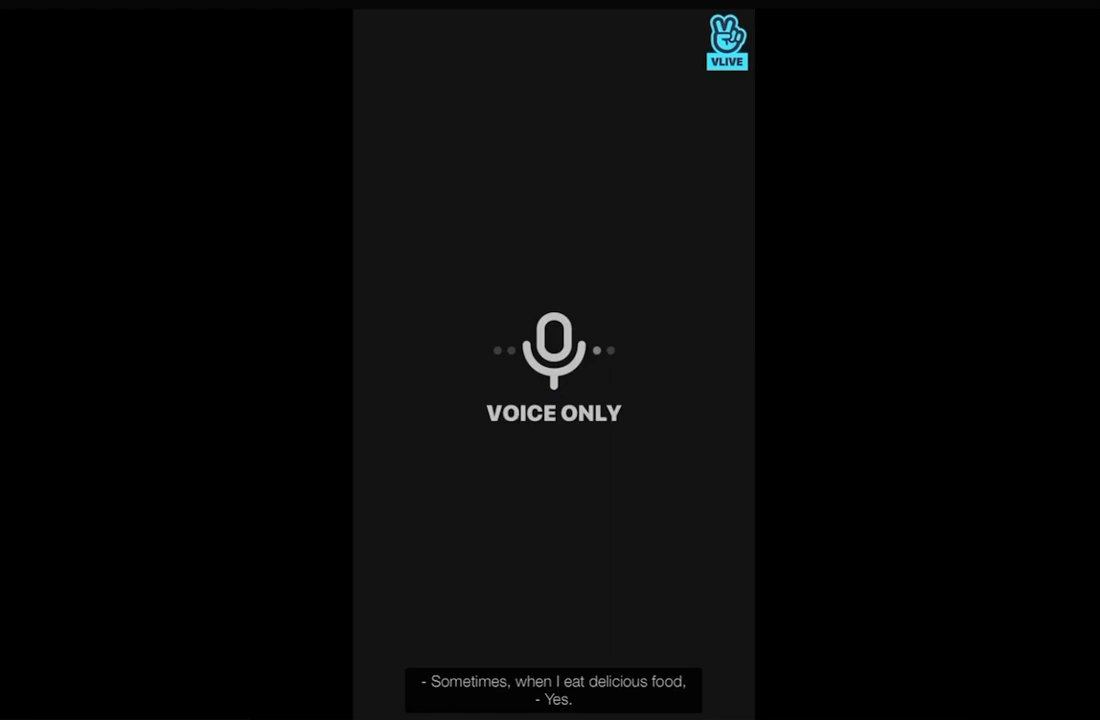 VLIVE
VOICE ONLY
- Sometimes, when I eat delicious food,
- Yes.